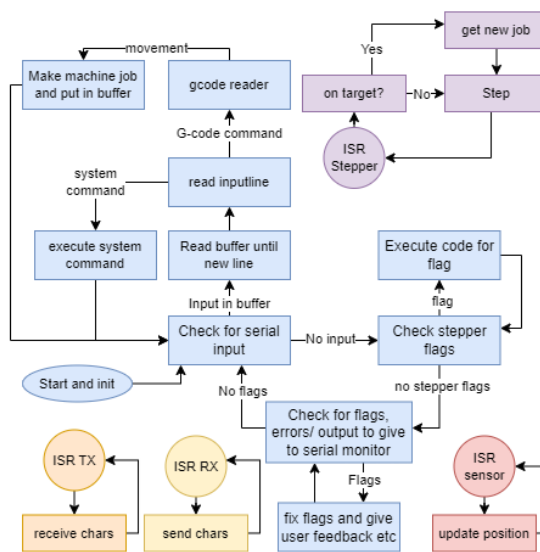 movement
Yes
get new job
Make machine job
and put in buffer
gcode reader
on target?
No
Step
G-code command
ISR
Stepper
system
command
read inputline
execute system
command
Read buffer until
new line
Execute code for
flag
Input in buffer
flag
Check for serial
input
No input
Check stepper
flags
Start and init
No flags
no stepper flags
Check for flags,
errors/ output to give
to serial monitor
ISR TX
ISR RX
Flags
ISR
sensor
receive chars
send chars
fix flags and give
user feedback etc
update position